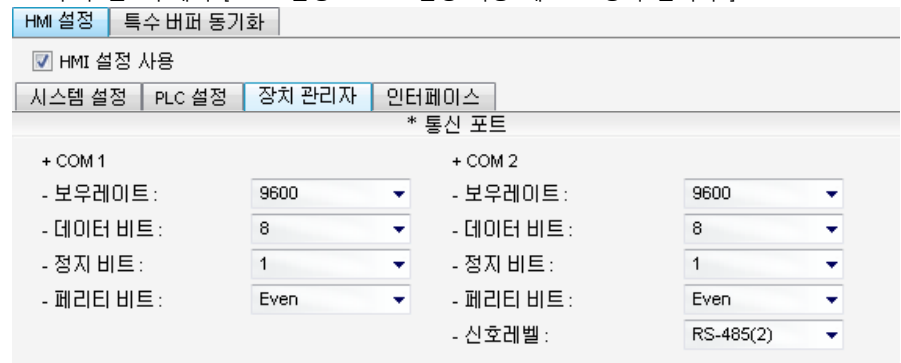 HMI 설정 특수 버퍼 동기화
HMI 설정 사용
시스템 설정 PLC 설정 장치 관리자 인터페이스
* 통신 포트
+ COM 1 + COM 2
- 보우레이트 : 9600 - 보우레이트 : 9600
- 데이터 비트 : 8 - 데이터 비트 : 8
- 정지 비트 : 1 - 정지 비트 : 1
- 페리티 비트 : Even - 페리티 비트 : Even
- 신호레벨 : RS-485(2)